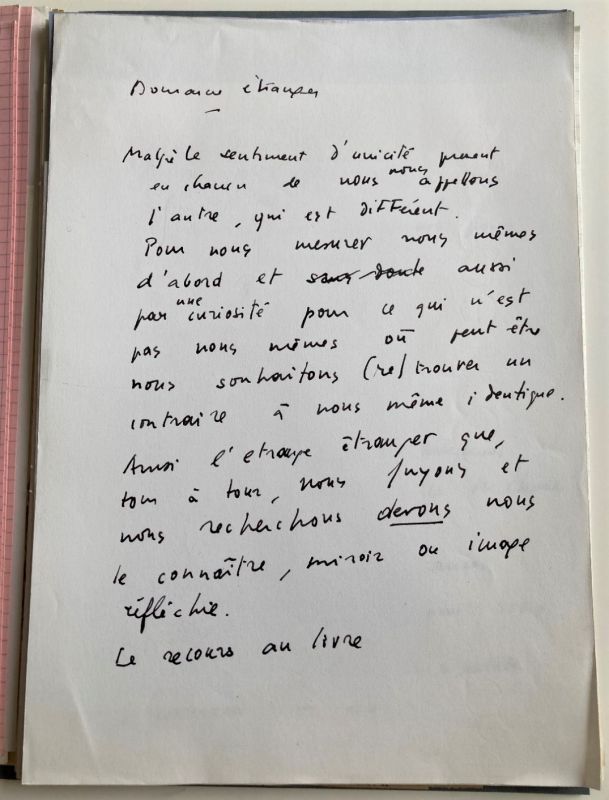 Domaine étranger
Malgré le sentiment d'unicité présent
en chacun de nous nous appellons
l'autre, qui est différent.
Pour nous mesurer nous mêmes
d'abord et sans doute aussi
par une curiosité pour ce qui n'est
pas nous mêmes où peut être
nous souhaitons (re)trouver un
contraire à nous même identique.
Ainsi l'etrange étranger que,
tour à tour, nous fuyons et
nous recherchons devons nous
le connaître, miroir ou image
réfléchie.
Le recours au livre